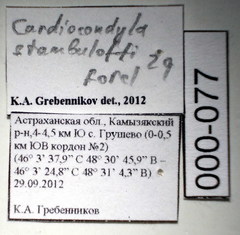 Cardiocondyla
stambuloffi 2g
Forel
K.A. Grebennikov det., 2012
Астраханская обл., Камызякский
р-н,4-4,5 км Ю с. Грушево (0-0,5
км ЮВ кордон №2)
(46° 3' 37,9" С 48° 30' 45,9" В –
46° 3' 24,8" С 48° 31' 4,3" В)
29.09.2012
К.А. Гребенников
000-077